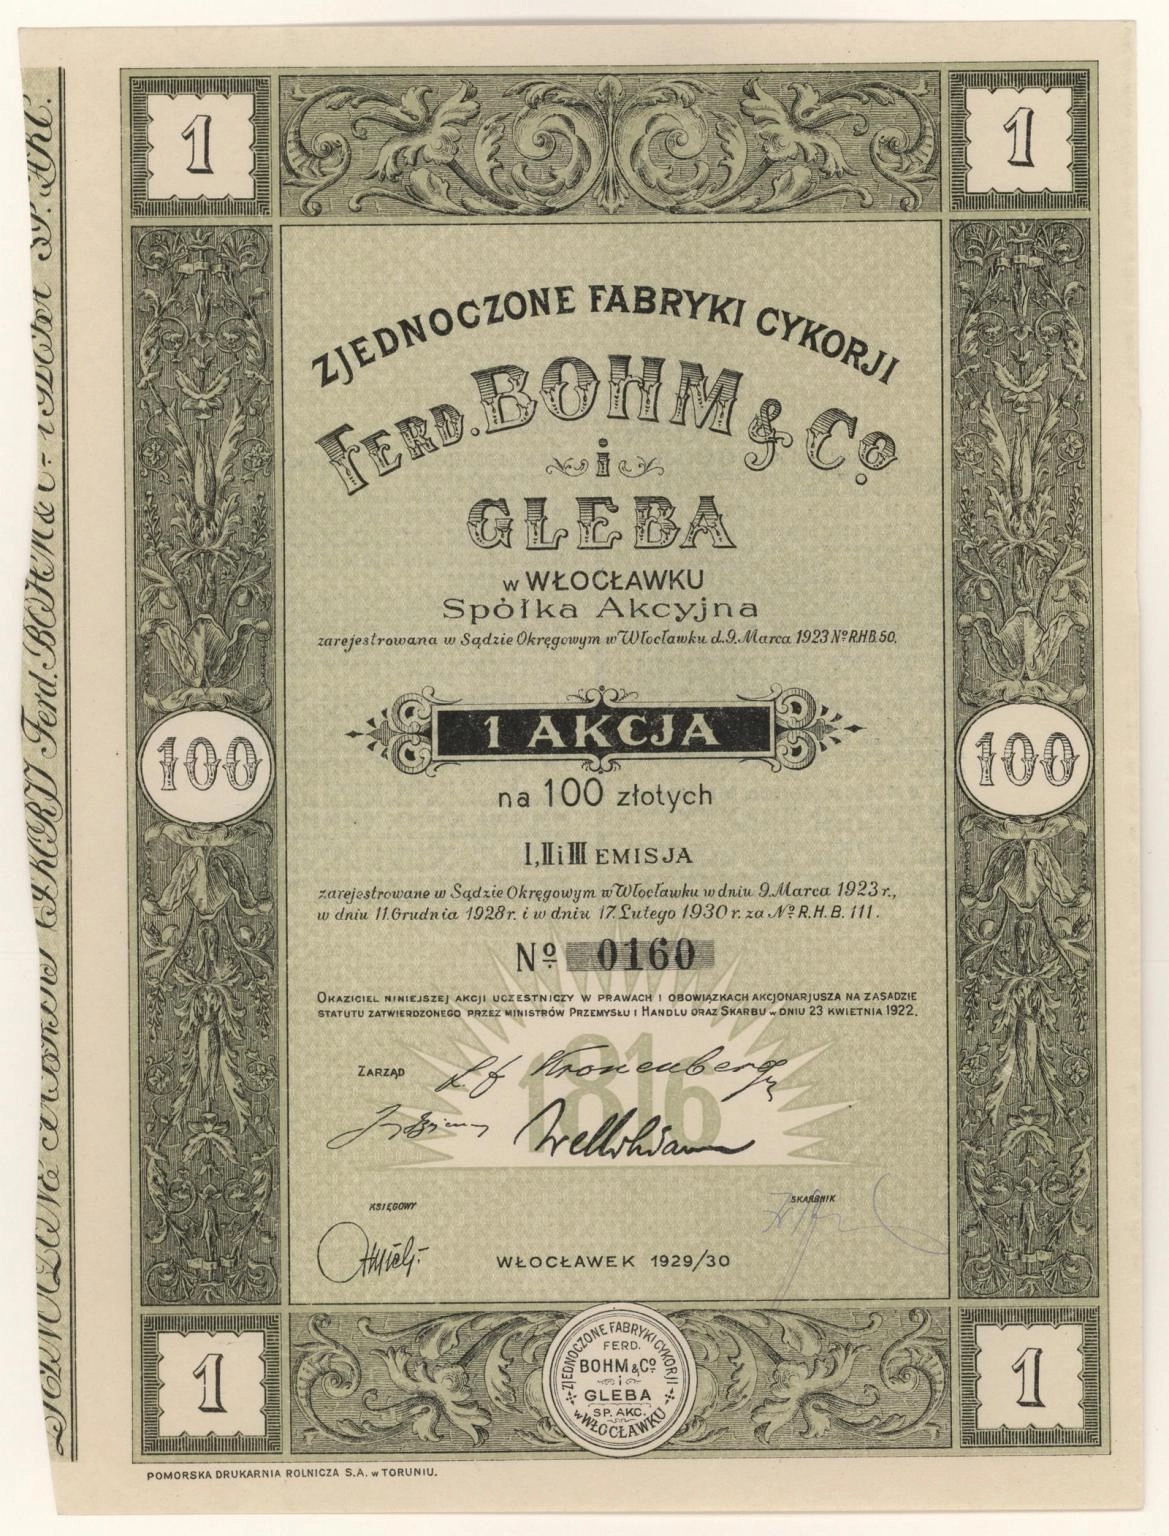 1
1
ZJEDNOCZONE FABRYKI CYKORJI
FERD. BOHM & Co.
i
GLEBA
w WŁOCŁAWKU
Spółka Akcyjna
zarejestrowana w Sądzie Okręgowym w Włocławku d. 9. Marca 1923 Nº R.H.B. 50.
1 AKCJA
100
100
na 100 złotych
I, II i III EMISJA
zarejestrowane w Sądzie Okręgowym w Włocławku w dniu 9. Marca 1923 r.,
w dniu 11. Grudnia 1928 r. i w dniu 17. Lutego 1930 r. za Nº R. H. B. 111.
Nº 0160
OKAZICIEL NINIEJSZEJ AKCJI UCZESTNICZY W PRAWACH I OBOWIĄZKACH AKCJONARJUSZA NA ZASADZIE
STATUTU ZATWIERDZONEGO PRZEZ MINISTRÓW PRZEMYSŁU I HANDLU ORAZ SKARBU w DNIU 23 KWIETNIA 1922.
1816
ZARZĄD
Kronenberg
KSIĘGOWY
SKARBNIK
WŁOCŁAWEK 1929/30
1
1
ZJEDNOCZONE FABRYKI CYKORJI
FERD.
BOHM & Co
i
GLEBA
SP. AKC.
w WŁOCŁAWKU
POMORSKA DRUKARNIA ROLNICZA S.A. w TORUNIU.
Ferd. BOHM & C